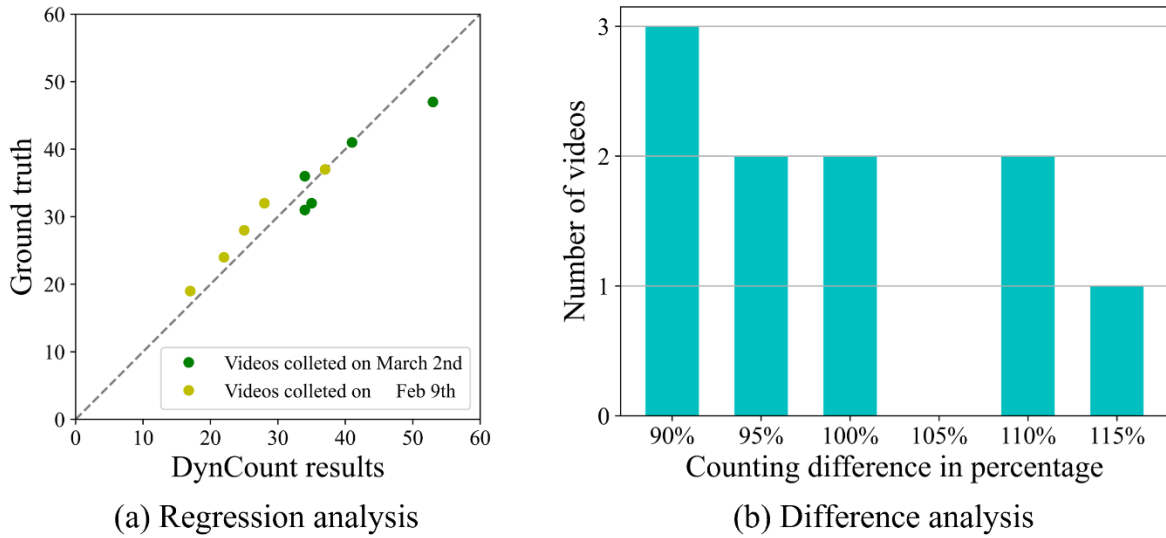 60
50
40
30
20
10
0
Ground truth
Videos colleted on March 2nd
Videos colleted on Feb 9th
0 10 20 30 40 50 60
DynCount results
(a) Regression analysis
3
2
1
0
Number of videos
90% 95% 100% 105% 110% 115%
Counting difference in percentage
(b) Difference analysis